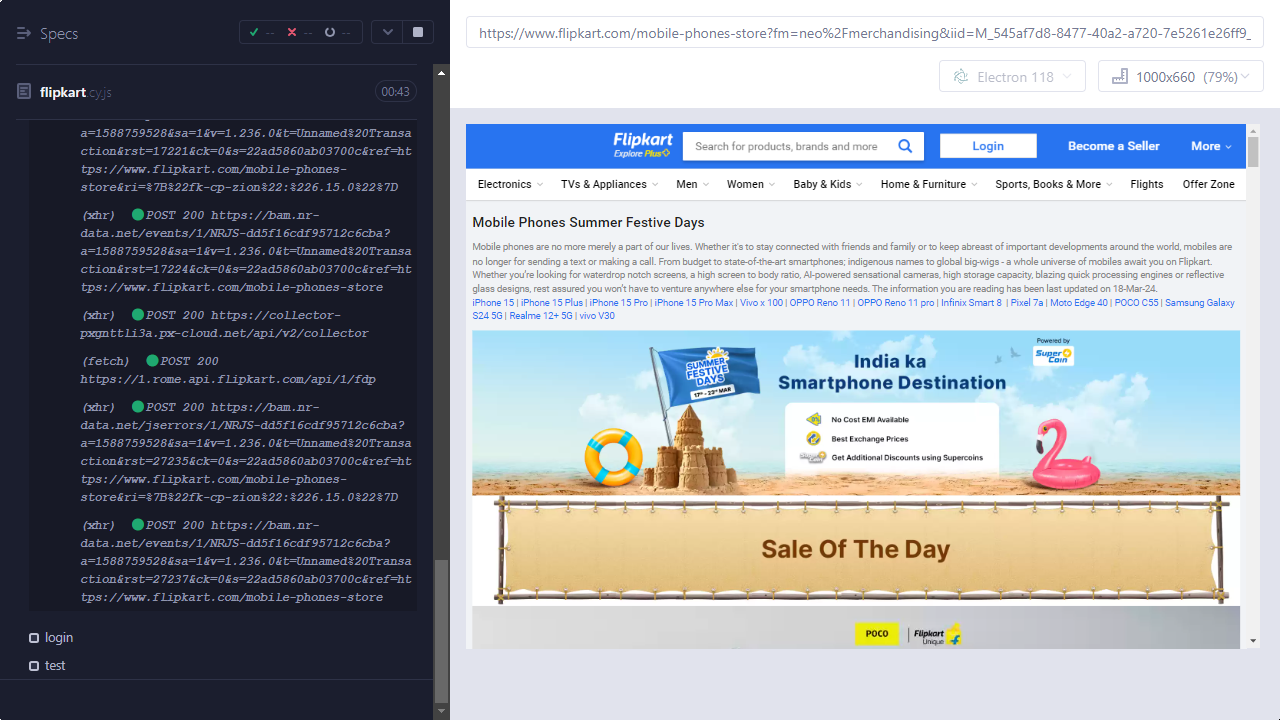 Specs
--
--
--
flipkart.cy.js
00:43
a=1588759528&sa=1&v=1.236.0&t=Unnamed%20Transa
ction&rst=17221&ck=0&s=22ad5860ab03700c&ref=ht
tps://www.flipkart.com/mobile-phones-
store&ri=%7B%22fk-cp-zion%22:%226.15.0%22%7D
(xhr) POST 200 https://bam.nr-
data.net/events/1/NRJS-dd5f16cdf95712c6cba?
a=1588759528&sa=1&v=1.236.0&t=Unnamed%20Transa
ction&rst=17224&ck=0&s=22ad5860ab03700c&ref=ht
tps://www.flipkart.com/mobile-phones-store
(xhr) POST 200 https://collector-
pxgnttli3a.px-cloud.net/api/v2/collector
(fetch) POST 200
https://1.rome.api.flipkart.com/api/1/fdp
(xhr) POST 200 https://bam.nr-
data.net/jserrors/1/NRJS-dd5f16cdf95712c6cba?
a=1588759528&sa=1&v=1.236.0&t=Unnamed%20Transa
ction&rst=27235&ck=0&s=22ad5860ab03700c&ref=ht
tps://www.flipkart.com/mobile-phones-
store&ri=%7B%22fk-cp-zion%22:%226.15.0%22%7D
(xhr) POST 200 https://bam.nr-
data.net/events/1/NRJS-dd5f16cdf95712c6cba?
a=1588759528&sa=1&v=1.236.0&t=Unnamed%20Transa
ction&rst=27237&ck=0&s=22ad5860ab03700c&ref=ht
tps://www.flipkart.com/mobile-phones-store
login
test
https://www.flipkart.com/mobile-phones-store?fm=neo%2Fmerchandising&iid=M_545af7d8-8477-40a2-a720-7e5261e26ff9_
Electron 118
1000x660 (79%)
Flipkart
Explore Plus
Search for products, brands and more
Login
Become a Seller
More
Electronics
TVs & Appliances
Men
Women
Baby & Kids
Home & Furniture
Sports, Books & More
Flights
Offer Zone
Mobile Phones Summer Festive Days
Mobile phones are no more merely a part of our lives. Whether it's to stay connected with friends and family or to keep abreast of important developments around the world, mobiles are
no longer for sending a text or making a call. From budget to state-of-the-art smartphones; indigenous names to global big-wigs - a whole universe of mobiles await you on Flipkart.
Whether you're looking for waterdrop notch screens, a high screen to body ratio, AI-powered sensational cameras, high storage capacity, blazing quick processing engines or reflective
glass designs, rest assured you won't have to venture anywhere else for your smartphone needs. The information you are reading has been last updated on 18-Mar-24.
iPhone 15 | iPhone 15 Plus | iPhone 15 Pro | iPhone 15 Pro Max | Vivo x 100 | OPPO Reno 11 | OPPO Reno 11 pro | Infinix Smart 8 | Pixel 7a | Moto Edge 40 | POCO C55 | Samsung Galaxy
S24 5G | Realme 12+ 5G | vivo V30
SUMMER
FESTIVE
DAYS
17th - 23rd MAR
India ka
Smartphone Destination
Powered by
Super
Coin
No Cost EMI Available
Best Exchange Prices
Get Additional Discounts using Supercoins
Sale Of The Day
POCO
Flipkart
Unique